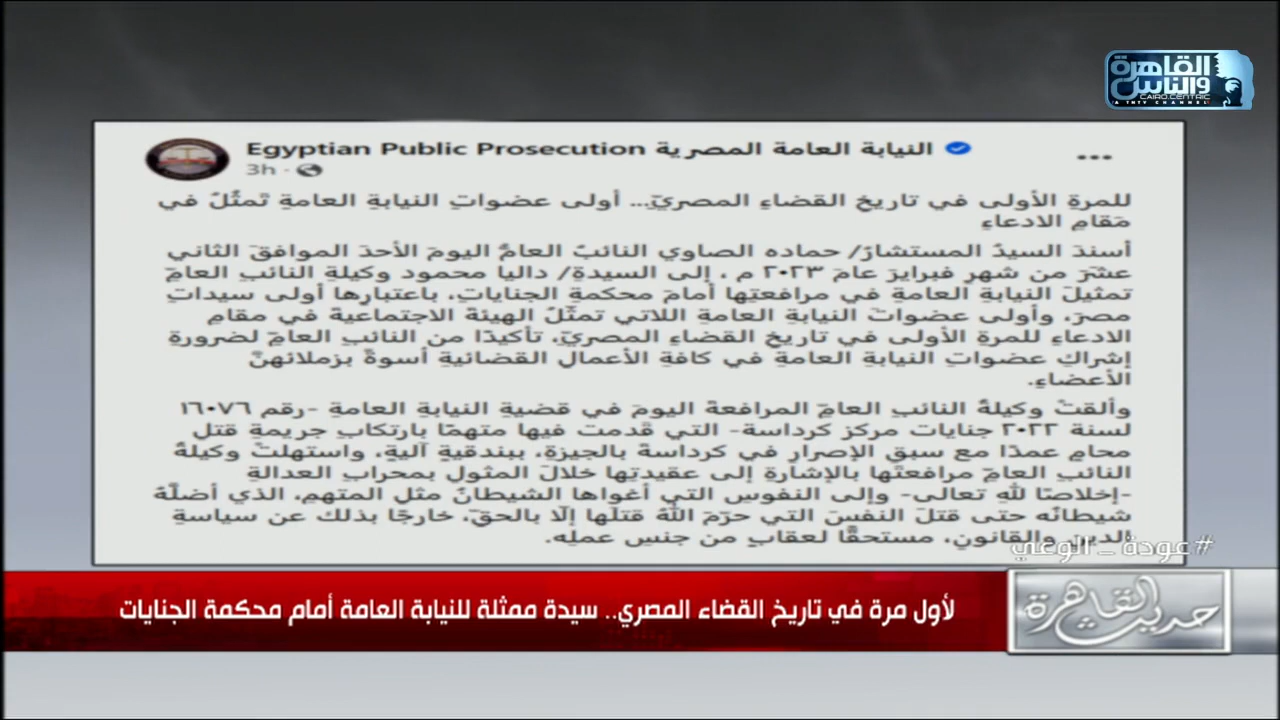 القاهرة
والناس
CAIRO.CENTRIC
A TNTV CHANNEL
Egyptian Public Prosecution النيابة العامة المصرية
3h
للمرةِ الأولى في تاريخ القضاءِ المصريّ... أولى عضواتِ النيابةِ العامةِ تَمثُلُ في
مَقامِ الادعاءِ
أسندَ السيدُ المستشارُ/ حماده الصاوي النائبُ العامُّ اليومَ الأحدَ الموافقَ الثاني
عشرَ من شهرِ فبرايرَ عامَ ٢٠٢٣ م ، إلى السيدةِ/ داليا محمود وكيلةِ النائبِ العامِّ
تمثيلَ النيابةِ العامةِ في مرافعتِها أمامَ محكمةِ الجناياتِ، باعتبارِها أولى سيداتِ
مصرَ، وأولى عضواتِ النيابةِ العامةِ اللاتي تمثّلُ الهيئةَ الاجتماعيةَ في مقامِ
الادعاءِ للمرةِ الأولى في تاريخِ القضاءِ المصريِّ، تأكيدًا من النائبِ العامِّ لضرورةِ
إشراكِ عضواتِ النيابةِ العامةِ في كافةِ الأعمالِ القضائيةِ أسوةً بزملائهنَّ
الأعضاءِ.
وألقتْ وكيلةُ النائبِ العامِّ المرافعةَ اليومَ في قضيةِ النيابةِ العامةِ -رقم ١٦٠٧٦
لسنة ٢٠٢٢ جنايات مركز كرداسة- التي قُدمت فيها متهمًا بارتكابِ جريمةِ قتلِ
محامٍ عمدًا مع سبقِ الإصرارِ في كرداسةَ بالجيزةِ، ببندقيةٍ آليةٍ، واستهلتْ وكيلةُ
النائبِ العامِّ مرافعتَها بالإشارةِ إلى عقيدتِها خلالَ المثولِ بمحرابِ العدالةِ
-إخلاصًا للهِ تعالى- وإلى النفوسِ التي أغواها الشيطانُ مثلِ المتهمِ، الذي أضلَّهُ
شيطانُه حتى قتلَ النفسَ التي حرّمَ اللهُ قتلَها إلّا بالحقِّ، خارجًا بذلك عن سياسةِ
الدينِ والقانونِ، مستحقًّا لعقابٍ من جنسِ عملِه.
#عودة_الوعي
لأول مرة في تاريخ القضاء المصري.. سيدة ممثلة للنيابة العامة أمام محكمة الجنايات
حديث القاهرة